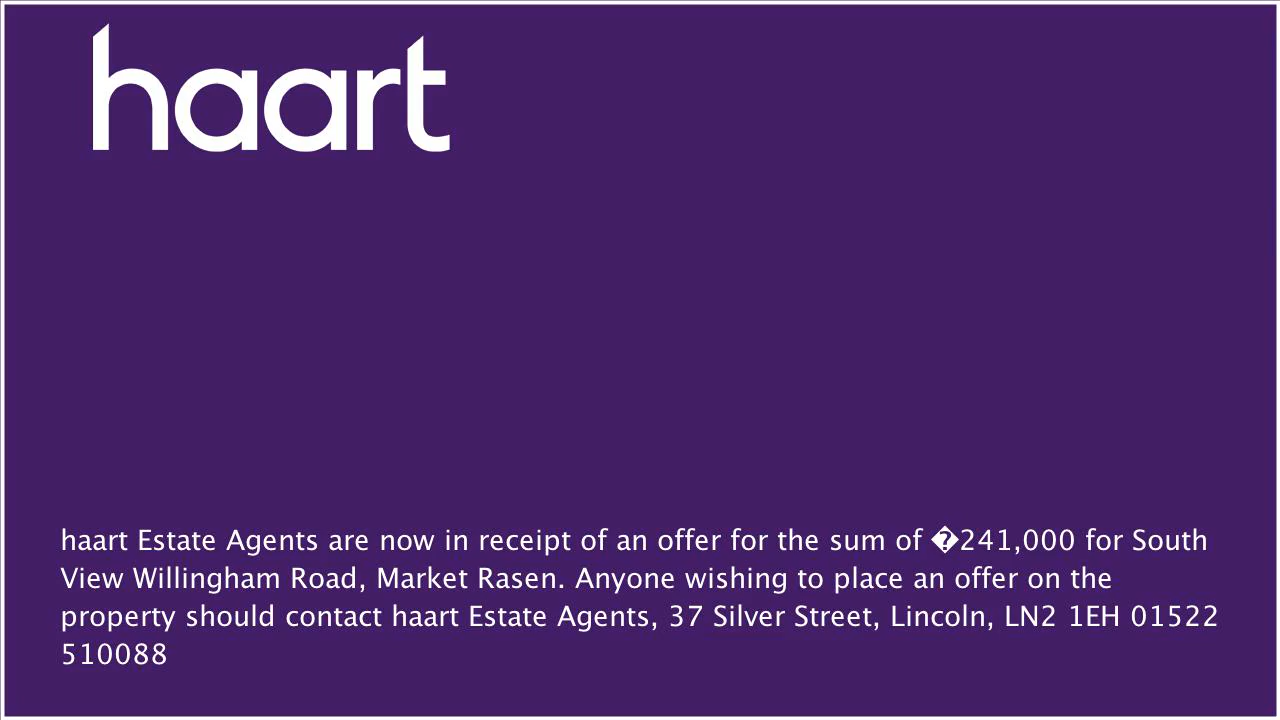 haart
haart Estate Agents are now in receipt of an offer for the sum of �241,000 for South
View Willingham Road, Market Rasen. Anyone wishing to place an offer on the
property should contact haart Estate Agents, 37 Silver Street, Lincoln, LN2 1EH 01522
510088